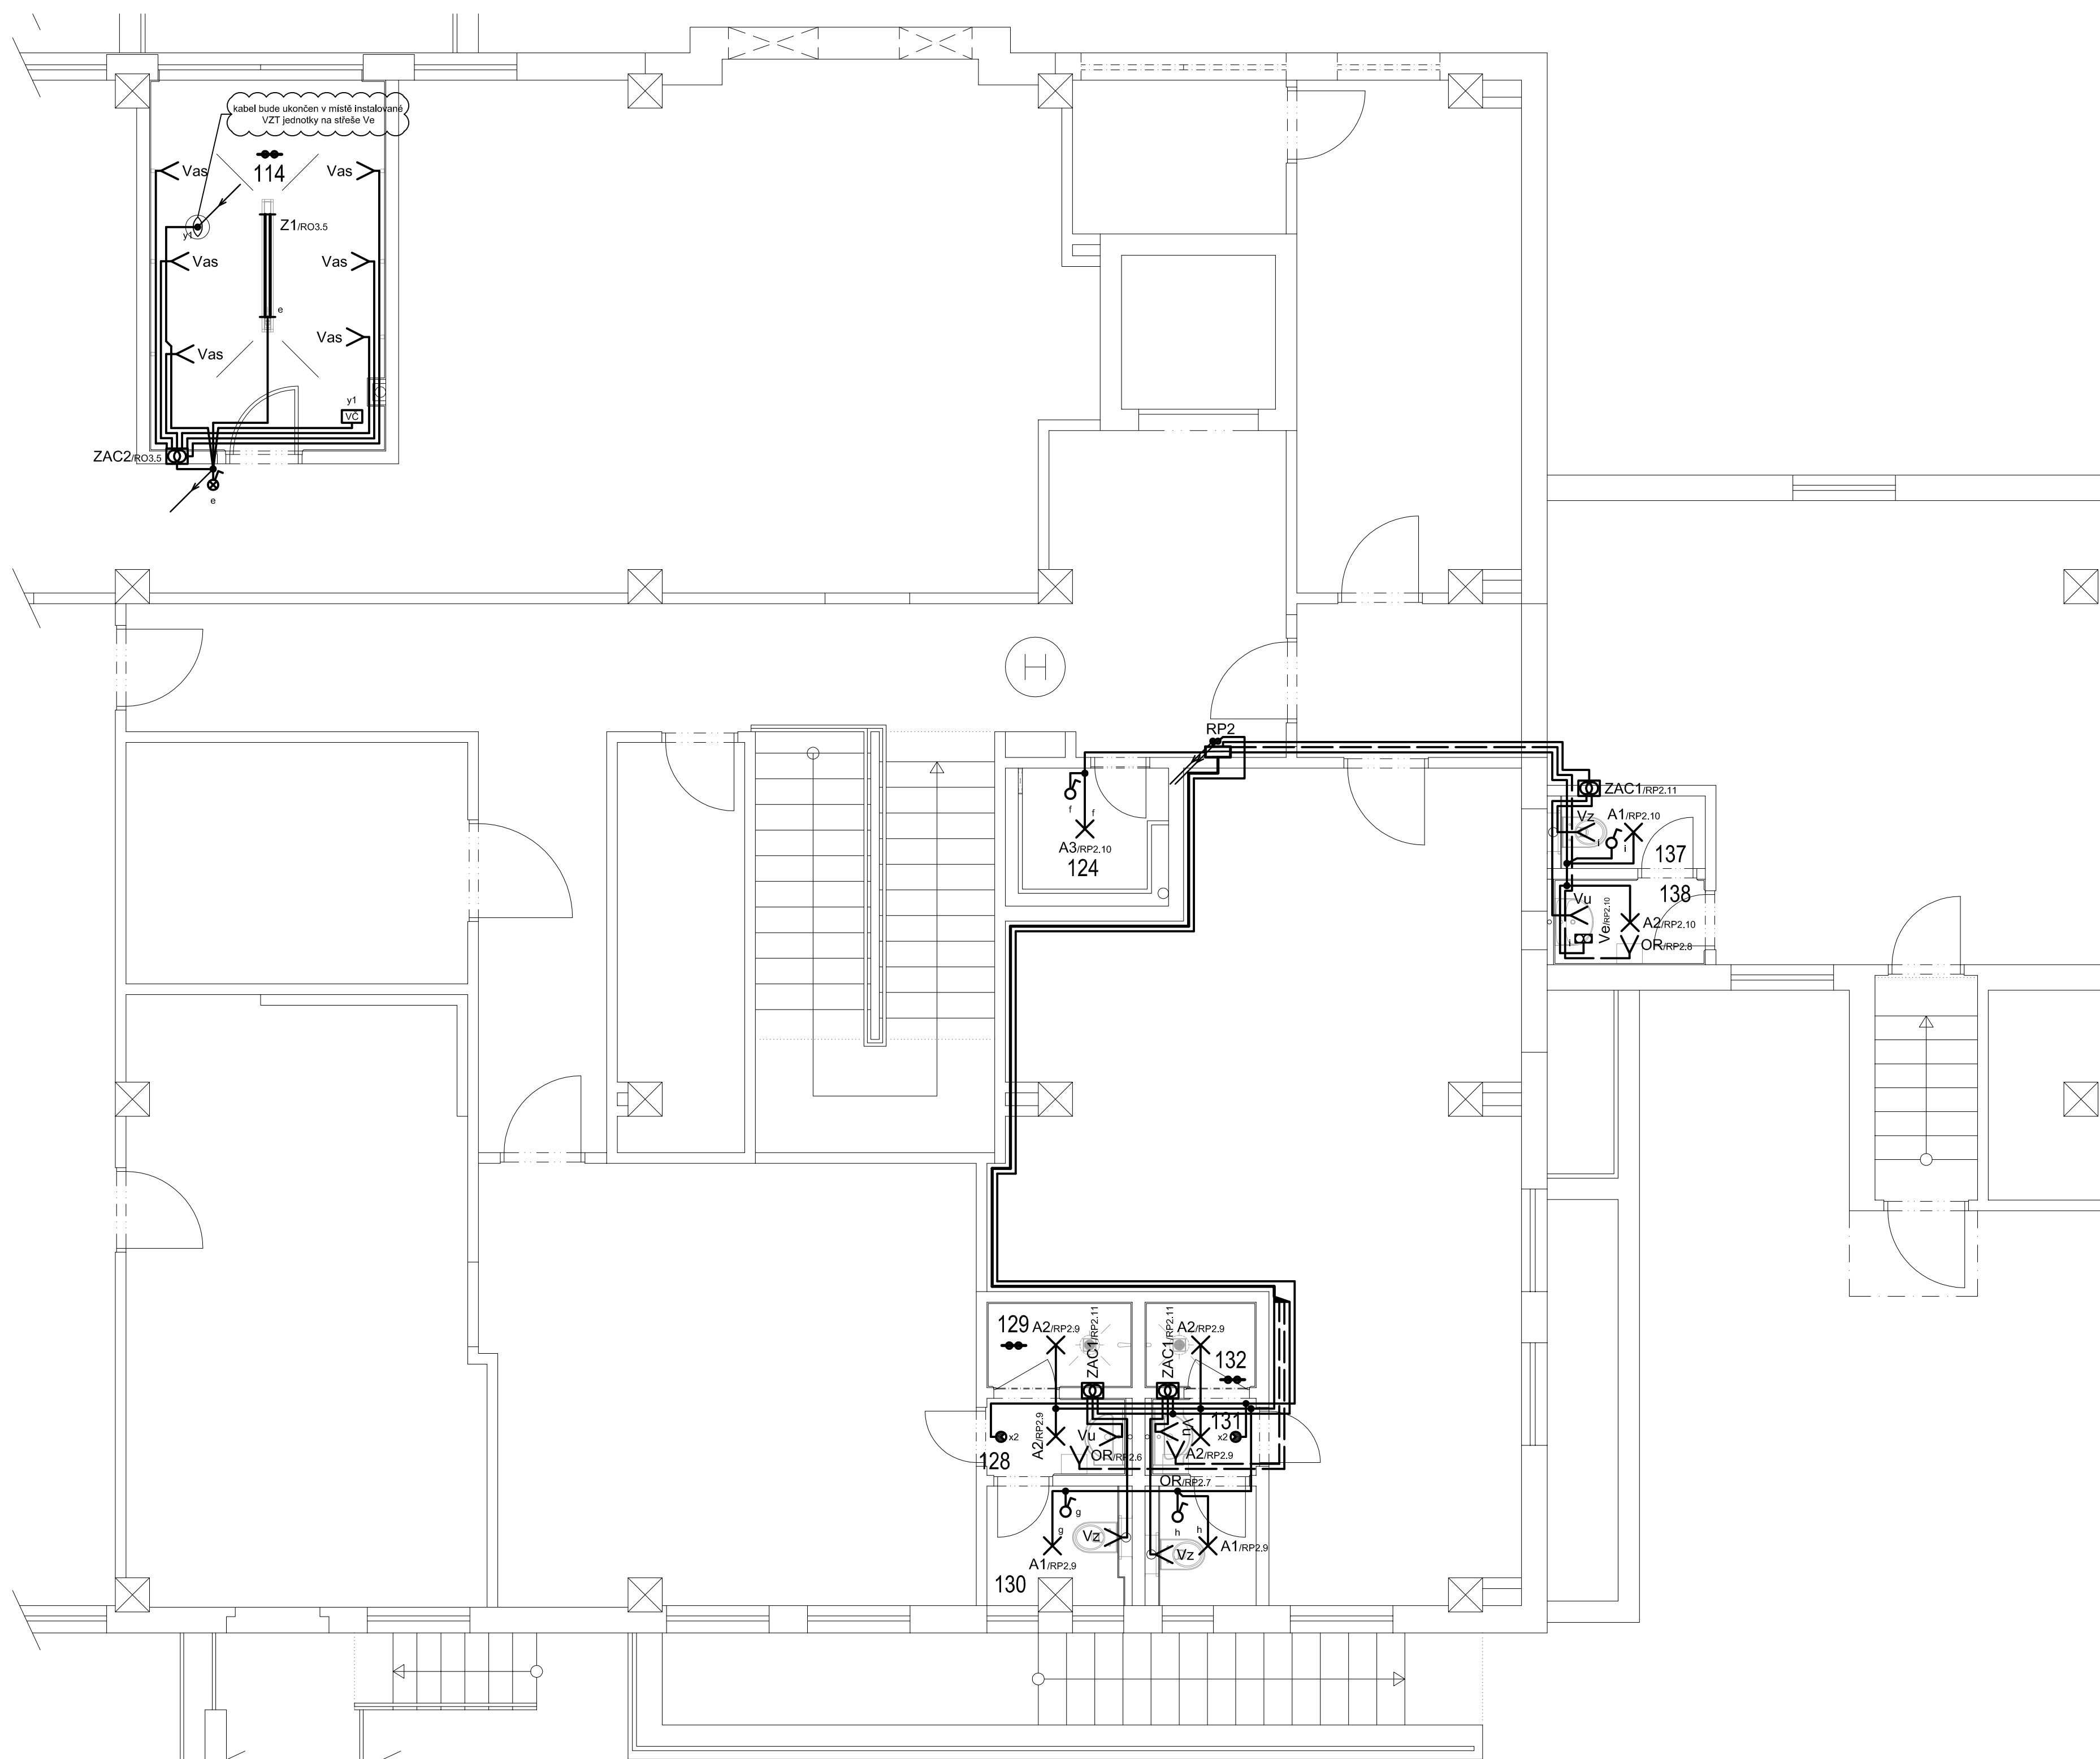 kabel bude ukončen v místě instalované
VZT jednotky na střeše Ve
114
Vas
Vas
Z1/RO3.5
y1
Vas
Vas
e
Vas
Vas
y1
VČ
ZAC2/RO3.5
e
H
RP2
f
f
A3/RP2.10
124
ZAC1/RP2.11
Vz
A1/RP2.10
i
i
137
138
Vu
Ve/RP2.10
A2/RP2.10
i
OR/RP2.8
129
A2/RP2.9
ZAC1/RP2.11
ZAC1/RP2.11
A2/RP2.9
132
x2
A2/RP2.9
Vu
Vu
131
x2
128
OR/RP2.6
A2/RP2.9
OR/RP2.7
g
g
h
h
Vz
Vz
A1/RP2.9
A1/RP2.9
130